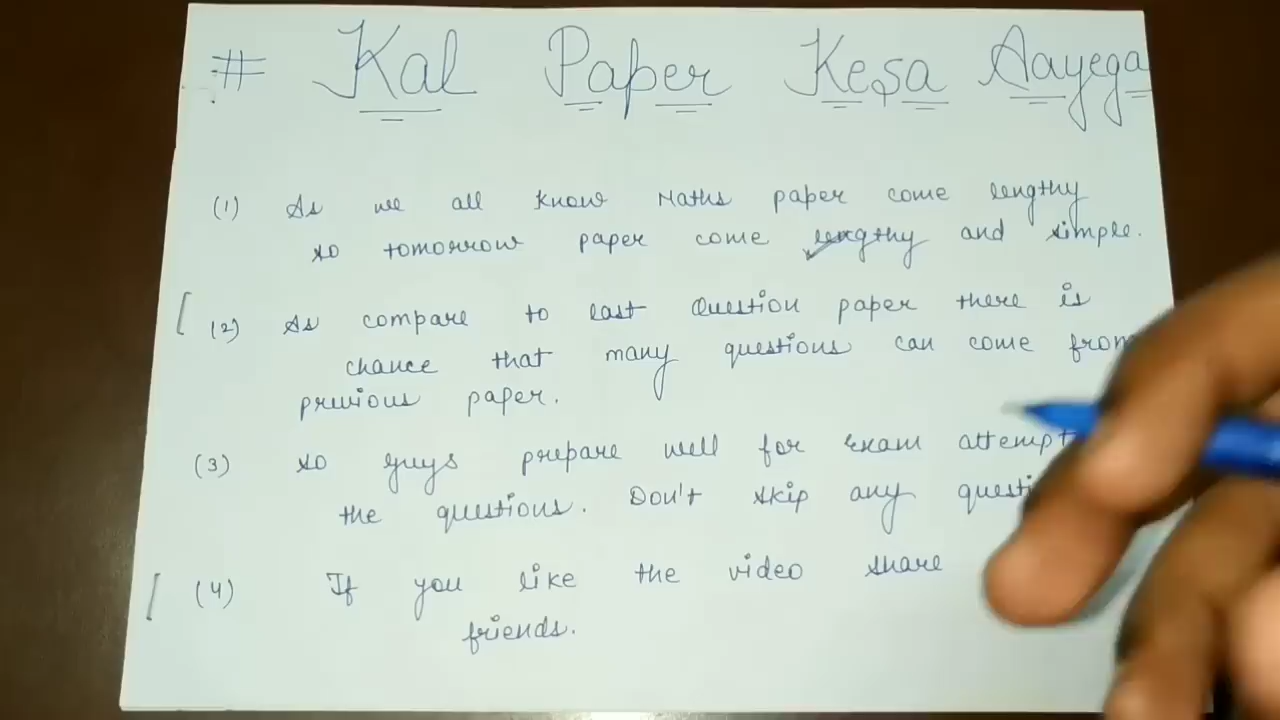 # Kal Paper Kesa Aayega
(1) As we all know Maths paper come lengthy
so tomorrow paper come lengthy and simple.
(2) As compare to last Question paper there is
chance that many questions can come from
previous paper.
(3) so guys prepare well for exam attempt
the questions. Don't skip any
(4) If you like the video share
friends.